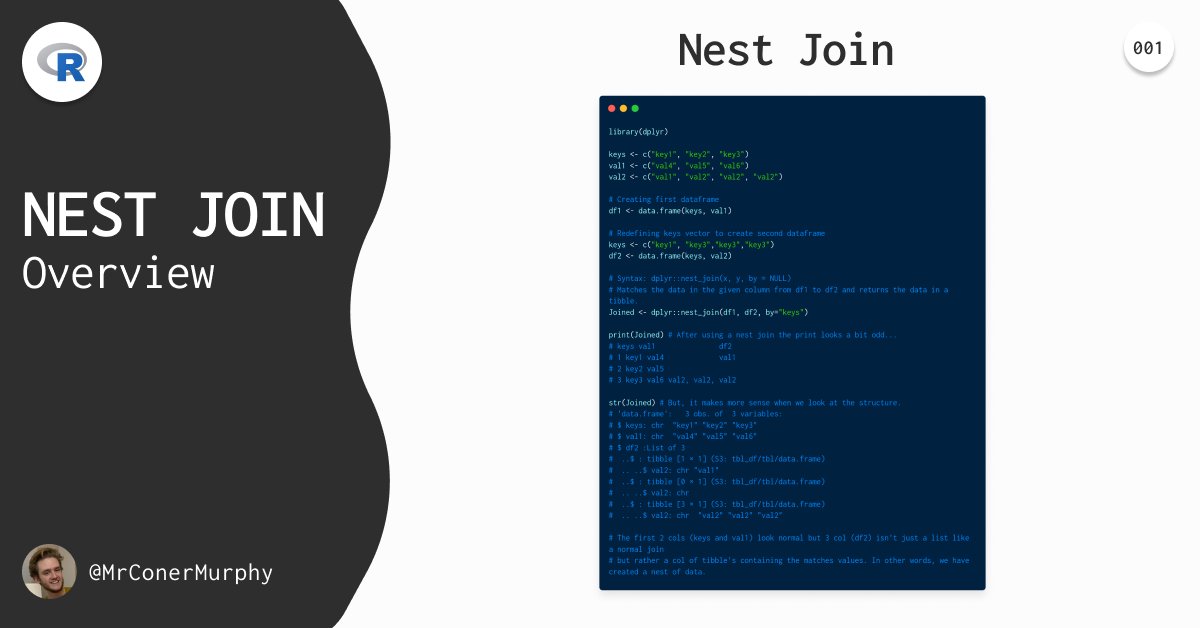 R
NEST JOIN
Overview
@MrConerMurphy
Nest Join
001
library(dplyr)
keys <- c("key1", "key2", "key3")
val1 <- c("val4", "val5", "val6")
val2 <- c("val1", "val2", "val2", "val2")
# Creating first dataframe
df1 <- data.frame(keys, val1)
# Redefining keys vector to create second dataframe
keys <- c("key1", "key3","key3","key3")
df2 <- data.frame(keys, val2)
# Syntax: dplyr::nest_join(x, y, by = NULL)
# Matches the data in the given column from df1 to df2 and returns the data in a
tibble.
Joined <- dplyr::nest_join(df1, df2, by="keys")
print(Joined) # After using a nest join the print looks a bit odd...
# keys val1 df2
# 1 key1 val4 val1
# 2 key2 val5
# 3 key3 val6 val2, val2, val2
str(Joined) # But, it makes more sense when we look at the structure.
# 'data.frame': 3 obs. of 3 variables:
# $ keys: chr "key1" "key2" "key3"
# $ val1: chr "val4" "val5" "val6"
# $ df2 :List of 3
# ..$ : tibble [1 × 1] (S3: tbl_df/tbl/data.frame)
# .. ..$ val2: chr "val1"
# ..$ : tibble [0 × 1] (S3: tbl_df/tbl/data.frame)
# .. ..$ val2: chr
# ..$ : tibble [3 × 1] (S3: tbl_df/tbl/data.frame)
# .. ..$ val2: chr "val2" "val2" "val2"
# The first 2 cols (keys and val1) look normal but 3 col (df2) isn't just a list like
a normal join
# but rather a col of tibble's containing the matches values. In other words, we have
created a nest of data.